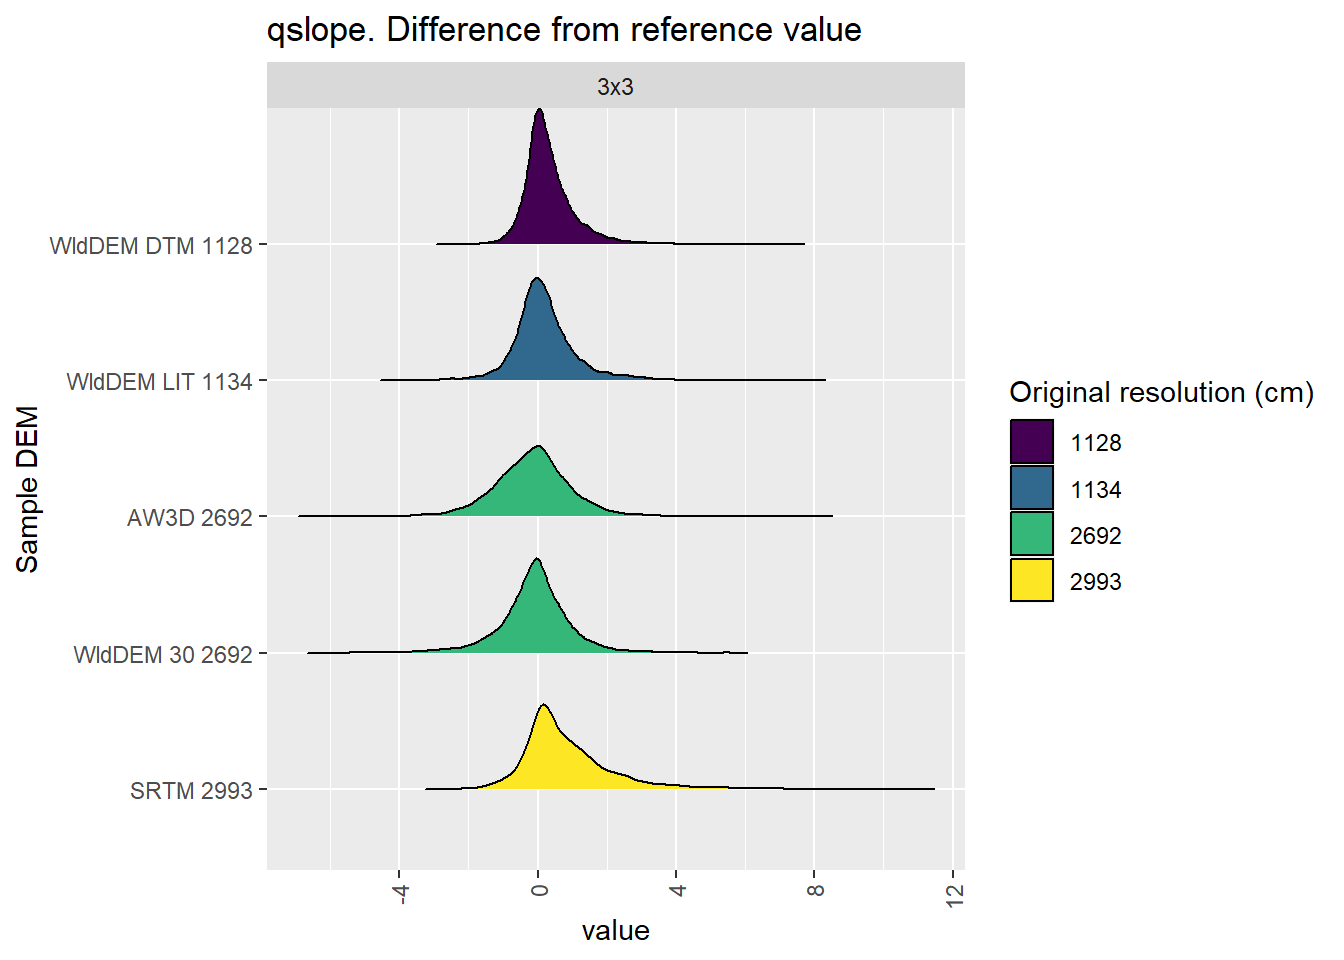 qslope. Difference from reference value
3x3
WldDEM DTM 1128
WldDEM LIT 1134
AW3D 2692
WldDEM 30 2692
SRTM 2993
Sample DEM
-4
0
4
8
12
value
Original resolution (cm)
1128
1134
2692
2993